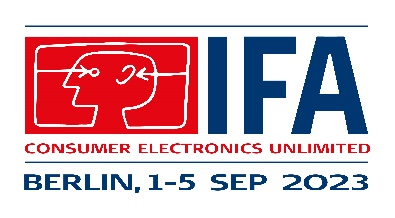 IFA
CONSUMER ELECTRONICS UNLIMITED
BERLIN, 1-5 SEP 2023